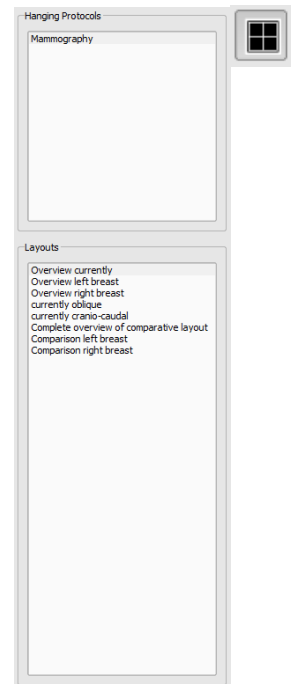 Hanging Protocols
Mammography
Layouts
Overview currently
Overview left breast
Overview right breast
currently oblique
currently cranio-caudal
Complete overview of comparative layout
Comparison left breast
Comparison right breast